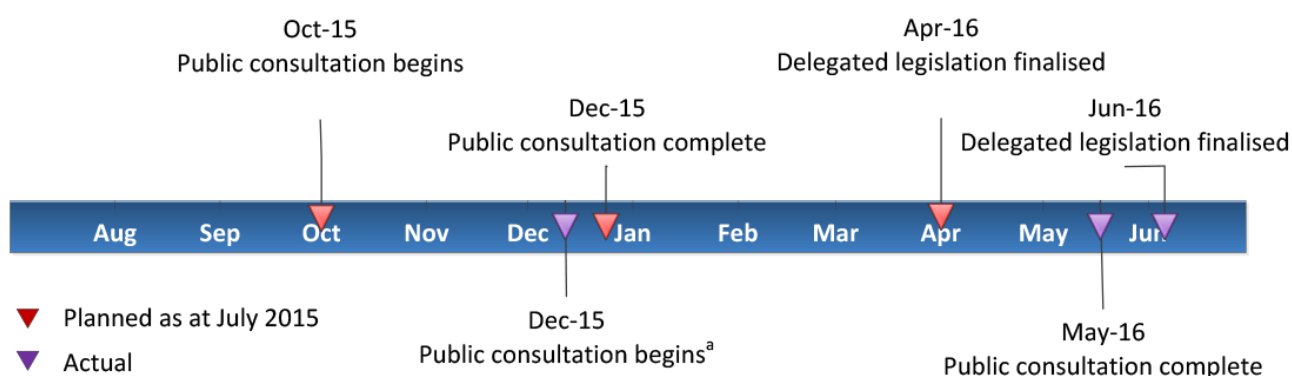 Oct-15
Public consultation begins
Apr-16
Delegated legislation finalised
Dec-15
Public consultation complete
Jun-16
Delegated legislation finalised
Aug Sep Oct Nov Dec Jan Feb Mar Apr May Jun
Planned as at July 2015
Actual
Dec-15
Public consultation beginsᵃ
May-16
Public consultation complete